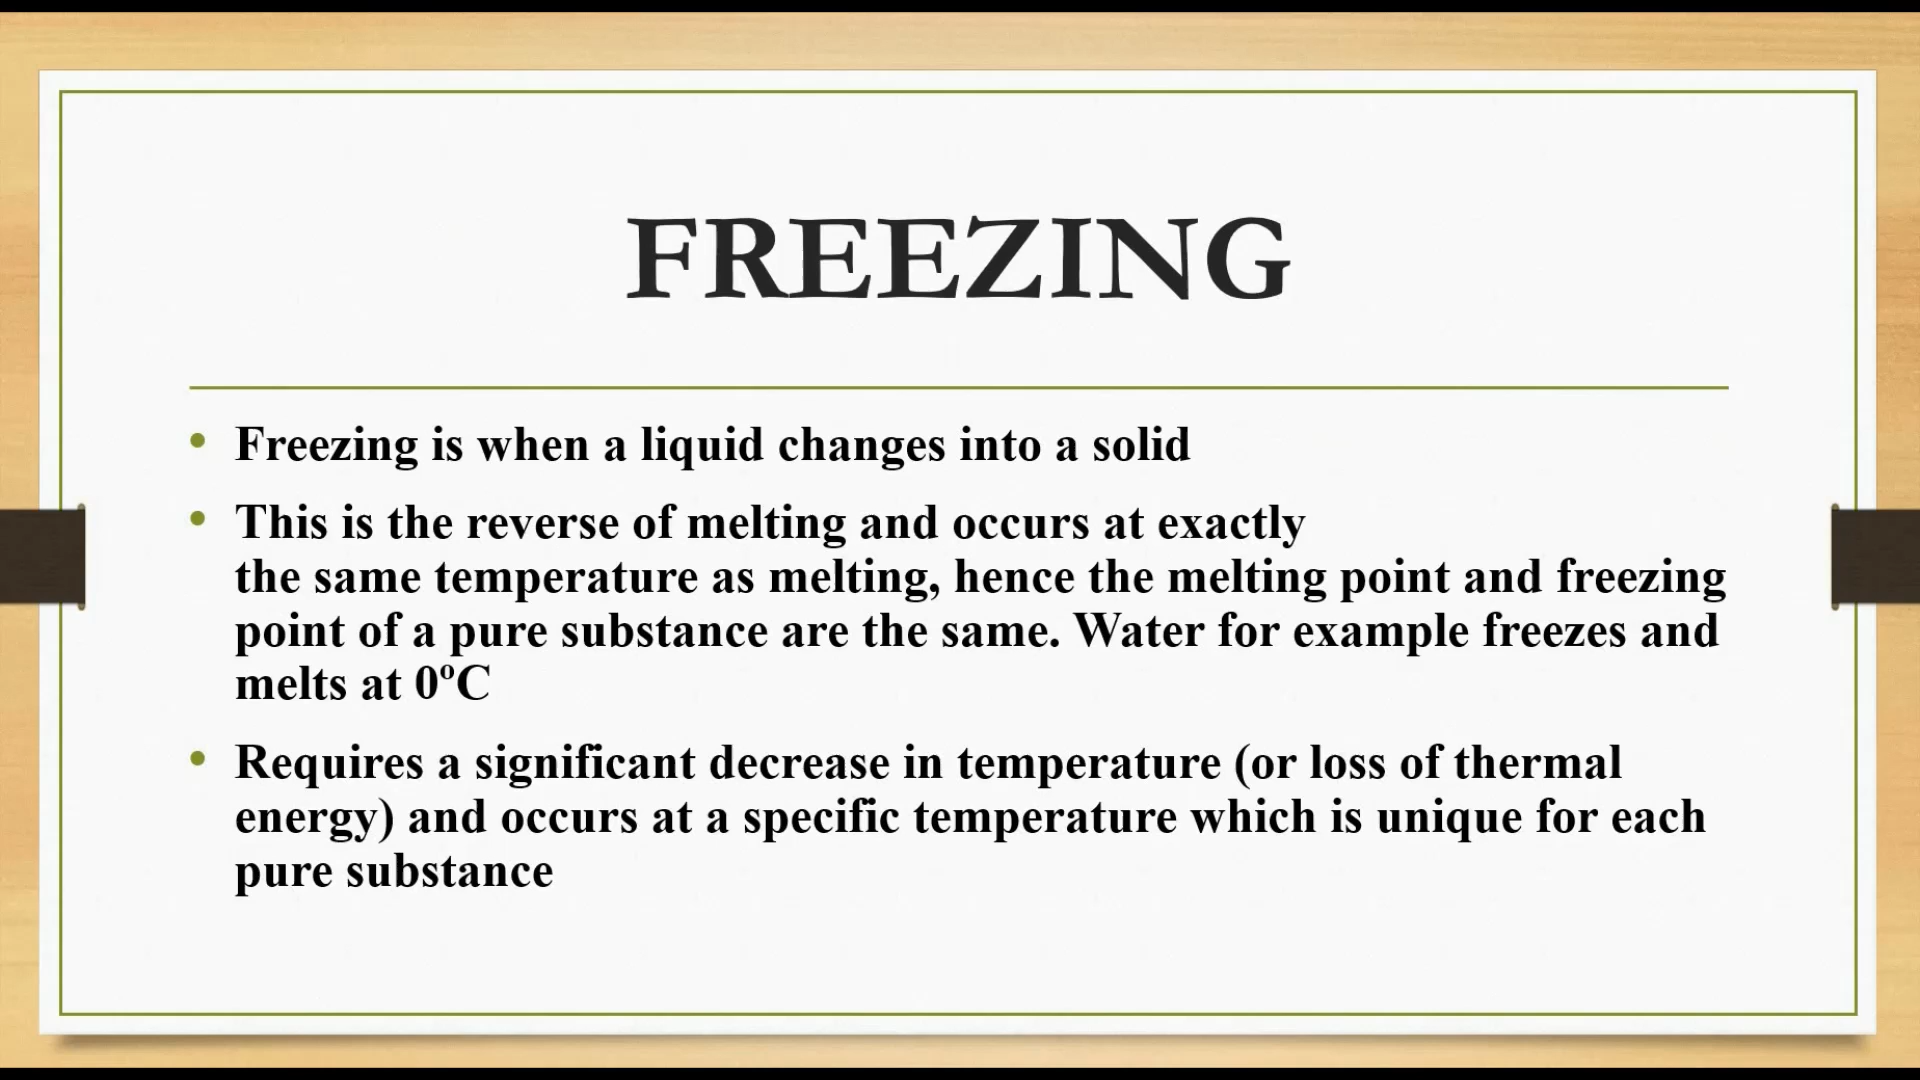 FREEZING
• Freezing is when a liquid changes into a solid
• This is the reverse of melting and occurs at exactly
the same temperature as melting, hence the melting point and freezing
point of a pure substance are the same. Water for example freezes and
melts at 0ºC
• Requires a significant decrease in temperature (or loss of thermal
energy) and occurs at a specific temperature which is unique for each
pure substance